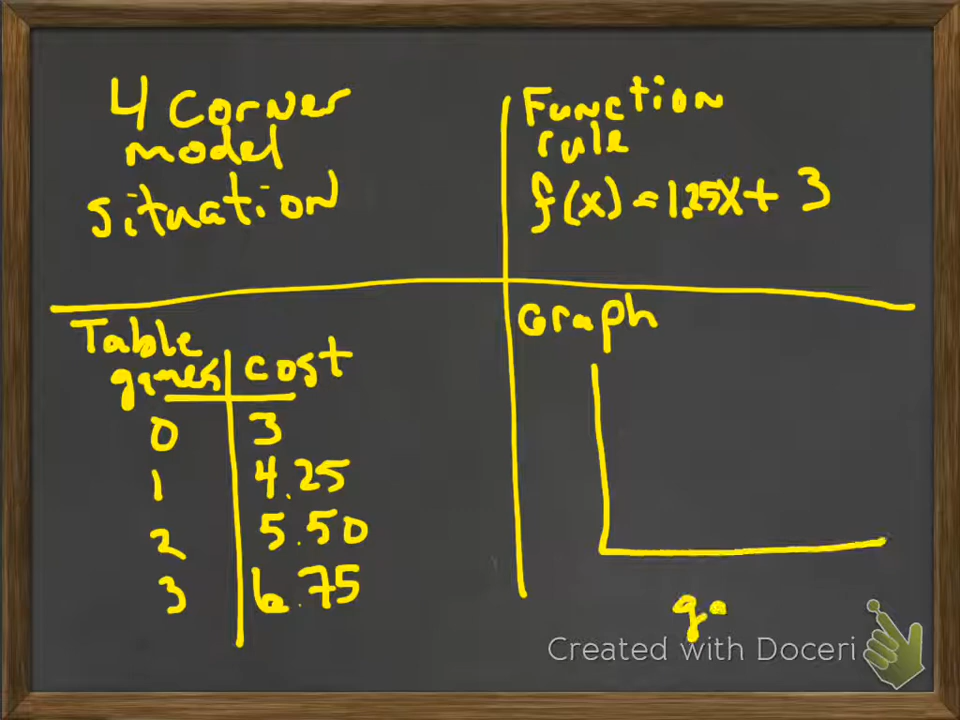 4 Corner
model
situation
Function
rule
f(x) = 1.25x + 3
Table
games cost
0 3
1 4.25
2 5.50
3 6.75
Graph
ga
Created with Doceri